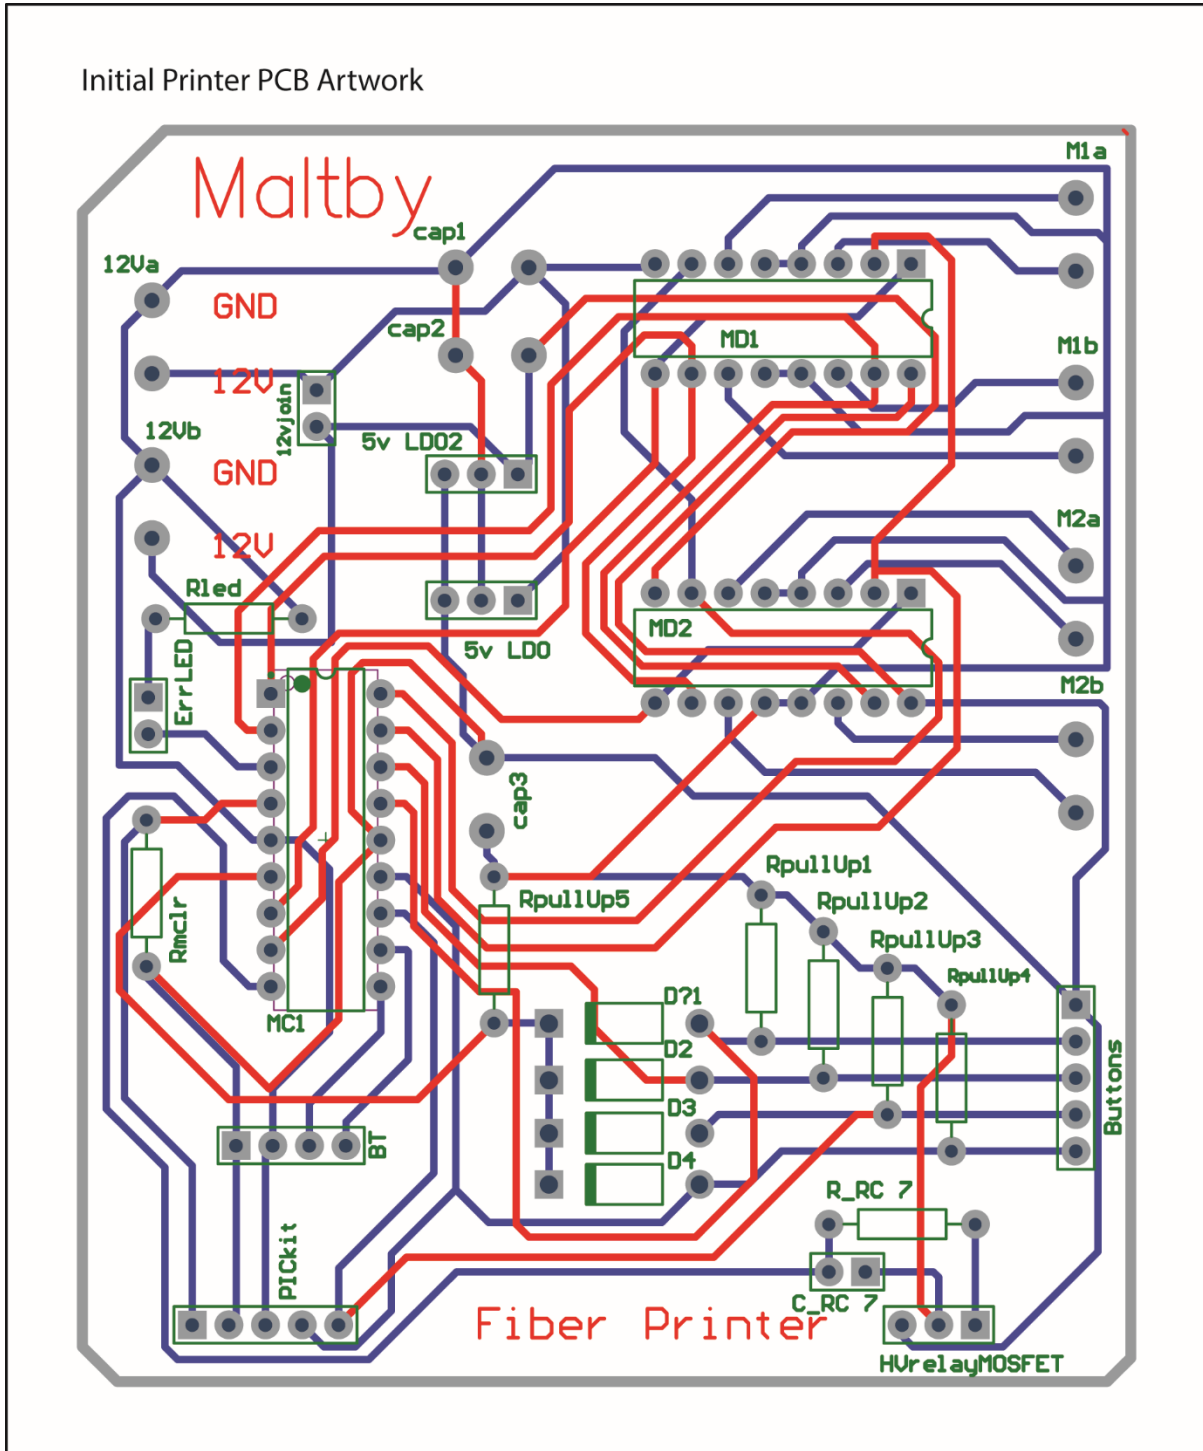 Initial Printer PCB Artwork
Maltby
M1a
cap1
12Va
GND
cap2
MD1
M1b
12V
12vjoin
12Vb
5v LDO2
GND
M2a
12V
Rled
MD2
5v LDO
M2b
ErrLED
cap3
RpullUp1
RpullUp5
RpullUp2
Rmclr
RpullUp3
RpullUp4
MC1
D?1
D2
Buttons
D3
BT
D4
R_RC 7
PICkit
C_RC 7
Fiber Printer
HVrelayMOSFET